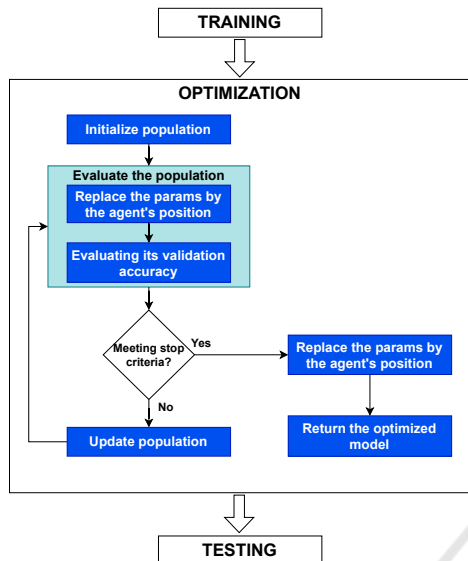 TRAINING
OPTIMIZATION
Initialize population
Evaluate the population
Replace the params by
the agent's position
Evaluating its validation
accuracy
Meeting stop
criteria?
Yes
No
Replace the params by
the agent's position
Update population
Return the optimized
model
TESTING